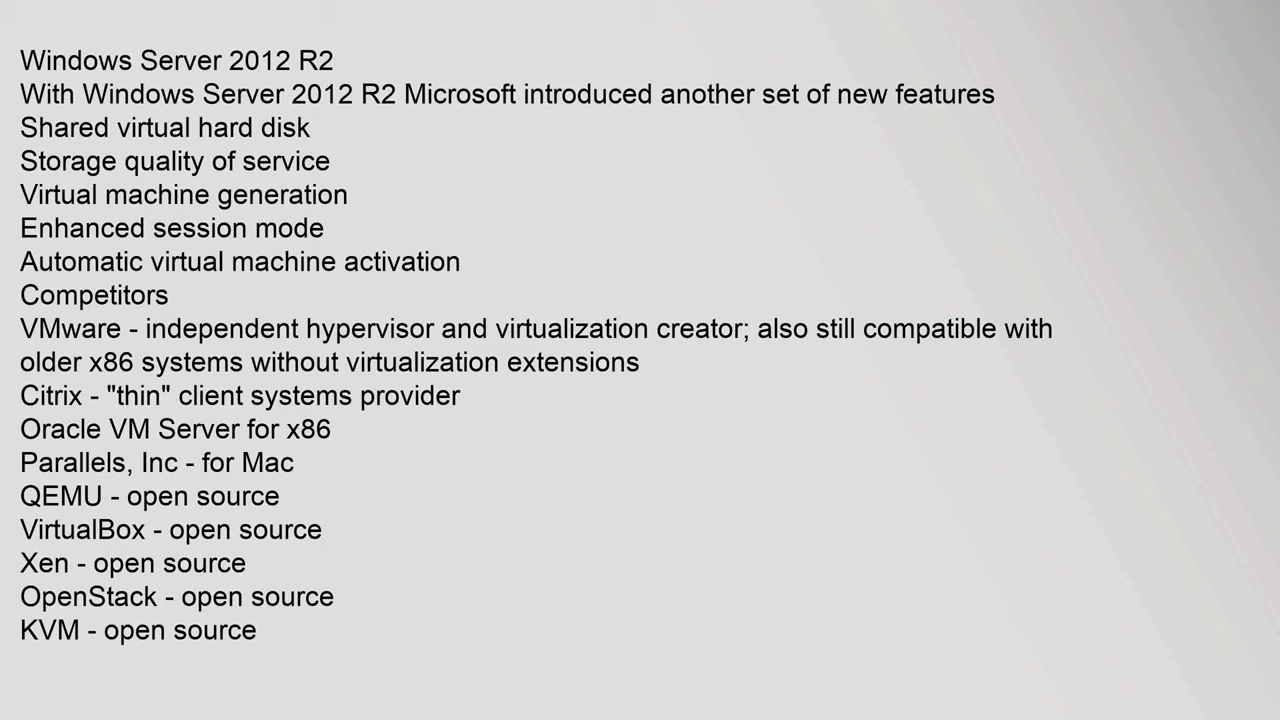 Windows Server 2012 R2
With Windows Server 2012 R2 Microsoft introduced another set of new features
Shared virtual hard disk
Storage quality of service
Virtual machine generation
Enhanced session mode
Automatic virtual machine activation
Competitors
VMware - independent hypervisor and virtualization creator; also still compatible with
older x86 systems without virtualization extensions
Citrix - "thin" client systems provider
Oracle VM Server for x86
Parallels, Inc - for Mac
QEMU - open source
VirtualBox - open source
Xen - open source
OpenStack - open source
KVM - open source